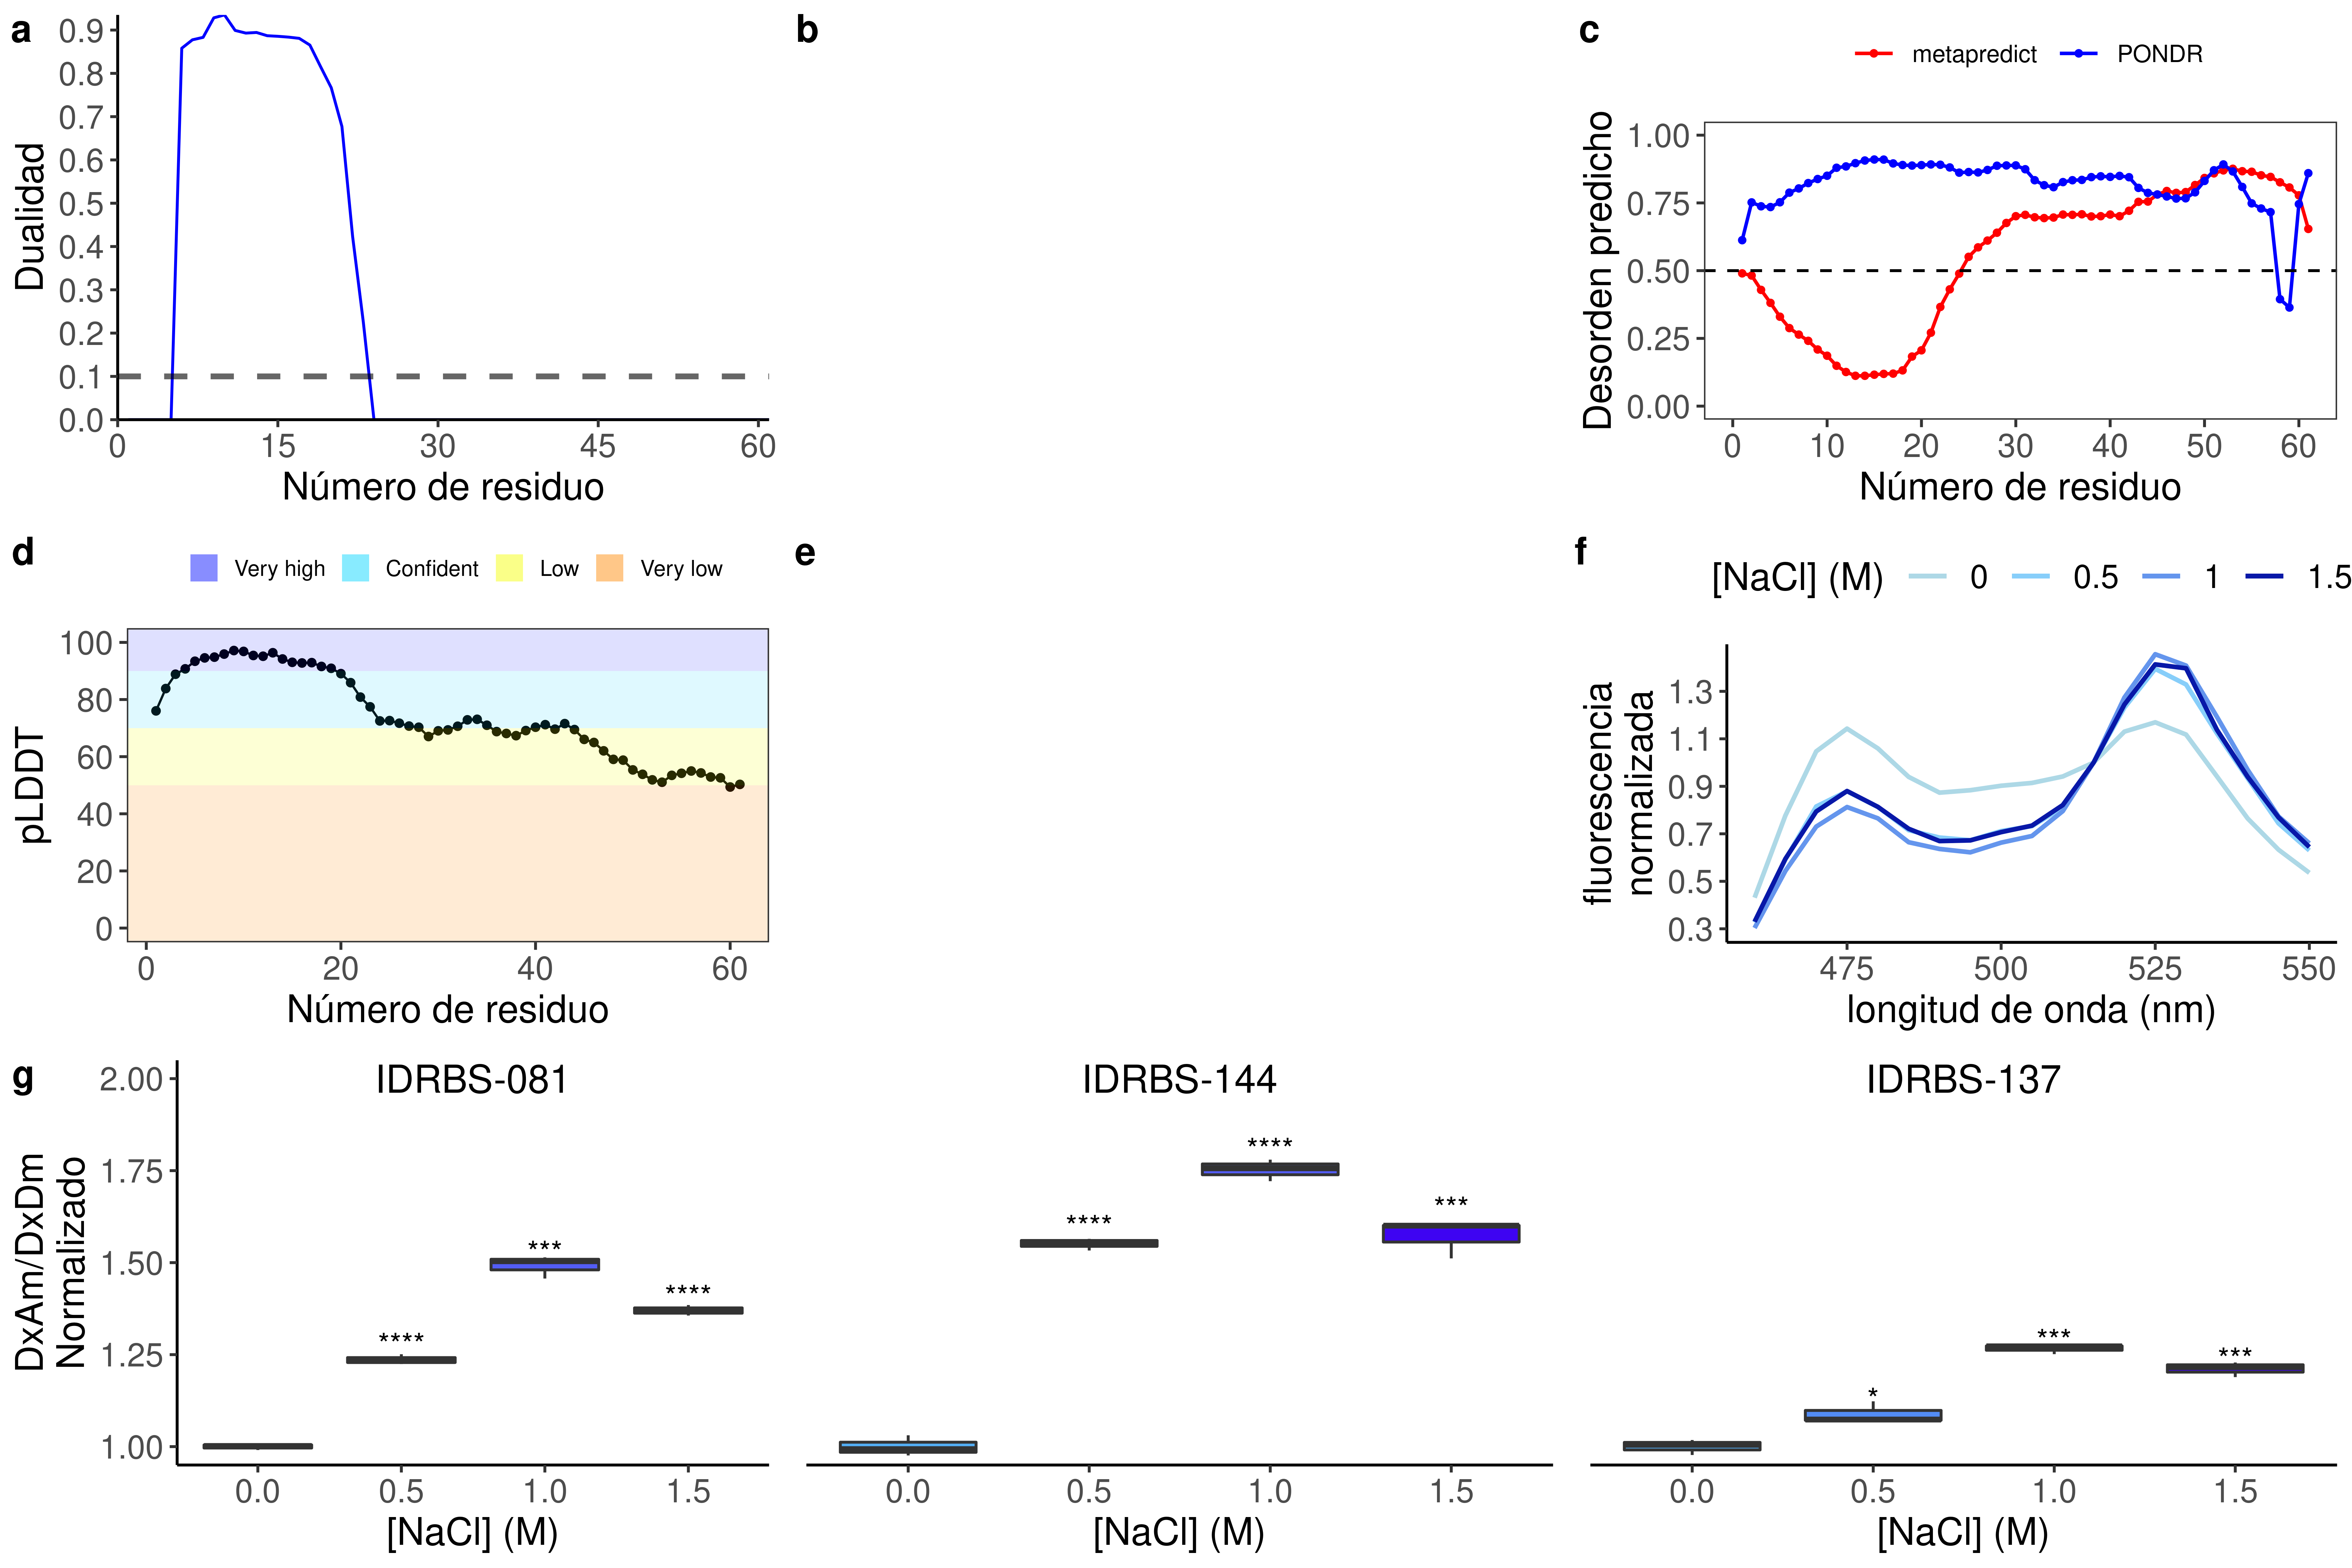 a
0.9
0.8
0.7
0.6
0.5
0.4
0.3
0.2
0.1
0.0
Dualidad
0 15 30 45 60
Número de residuo
b
c
metapredict PONDR
1.00
0.75
0.50
0.25
0.00
Desorden predicho
0 10 20 30 40 50 60
Número de residuo
d
Very high Confident Low Very low
100
80
60
40
20
0
pLDDT
0 20 40 60
Número de residuo
e
f
[NaCl] (M) 0 0.5 1 1.5
1.3
1.1
0.9
0.7
0.5
0.3
fluorescencia
normalizada
475 500 525 550
longitud de onda (nm)
g
2.00
1.75
1.50
1.25
1.00
DxAm/DxDm
Normalizado
IDRBS-081
****
***
****
0.0 0.5 1.0 1.5
[NaCl] (M)
IDRBS-144
****
****
***
0.0 0.5 1.0 1.5
[NaCl] (M)
IDRBS-137
*
***
***
0.0 0.5 1.0 1.5
[NaCl] (M)